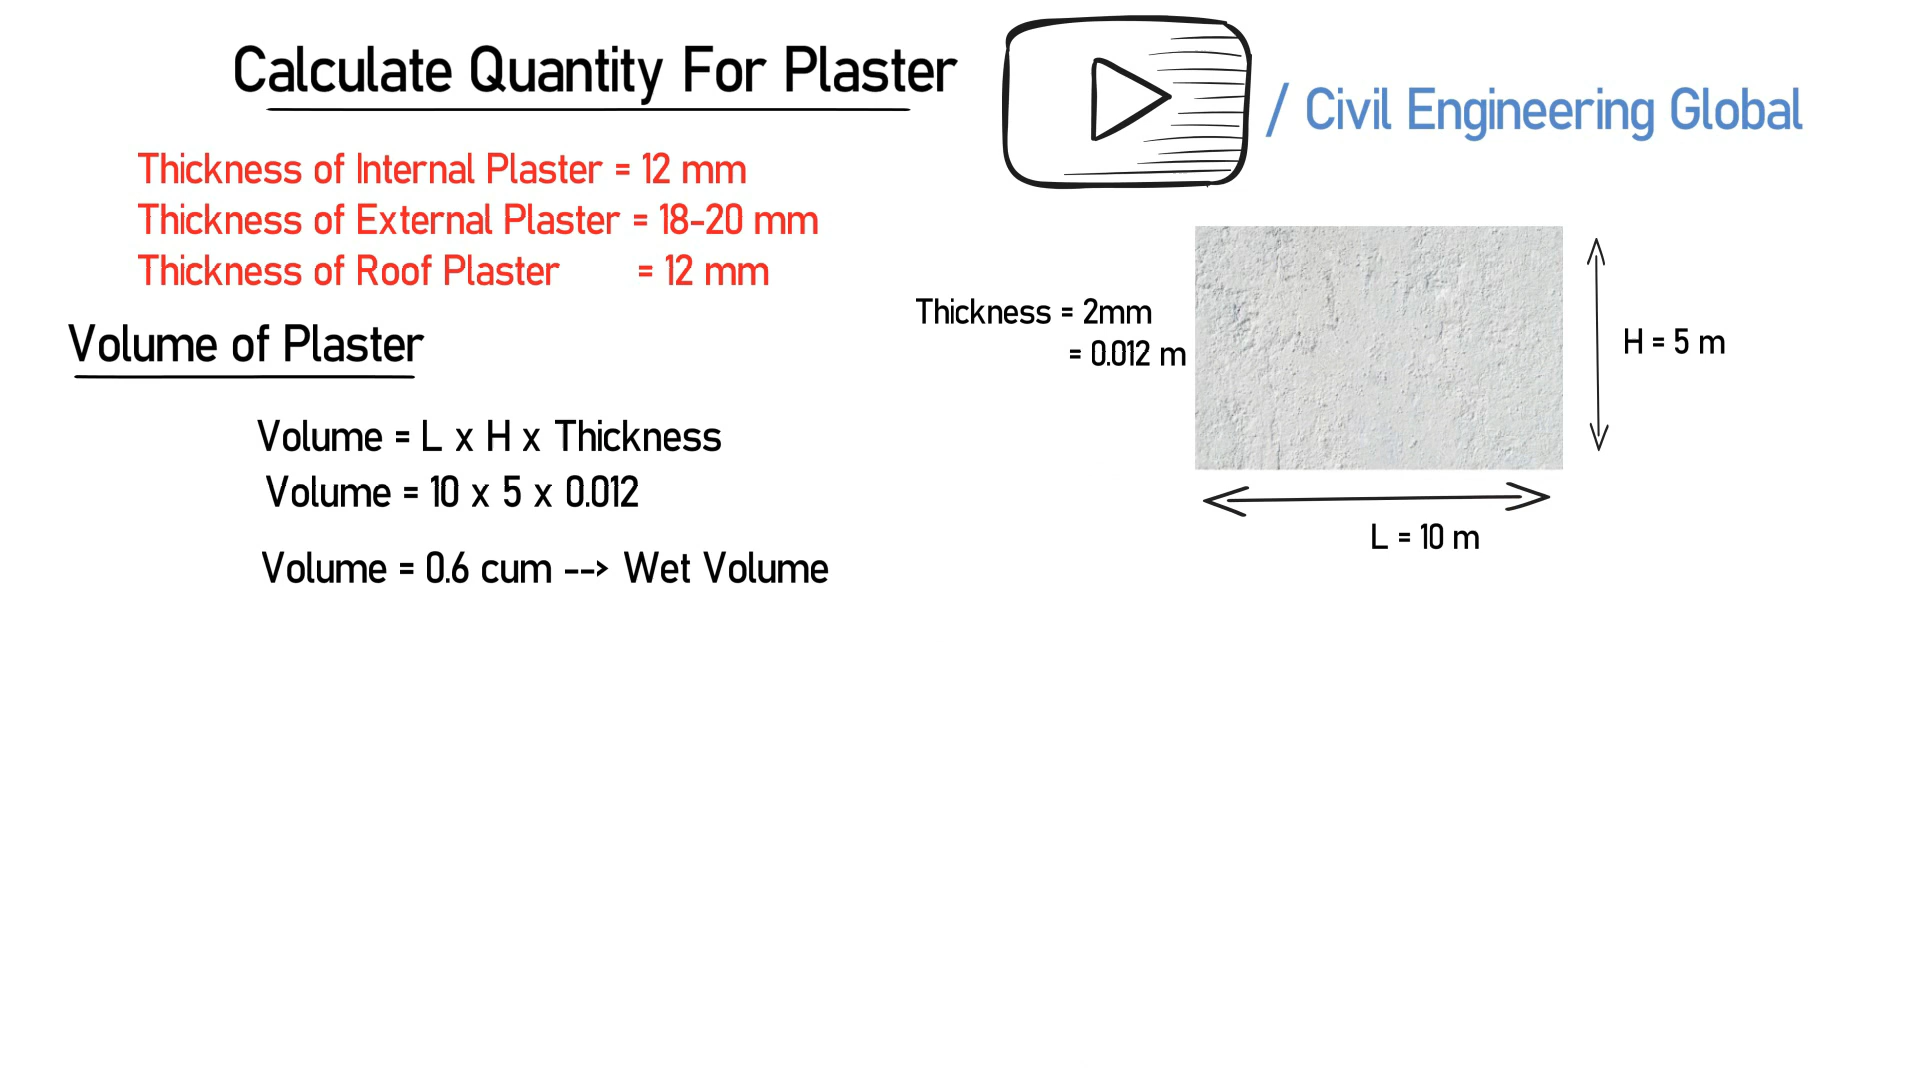 Calculate Quantity For Plaster
/ Civil Engineering Global
Thickness of Internal Plaster = 12 mm
Thickness of External Plaster = 18-20 mm
Thickness of Roof Plaster = 12 mm
Volume of Plaster
Volume = L x H x Thickness
Volume = 10 x 5 x 0.012
Volume = 0.6 cum --> Wet Volume
Thickness = 2mm
= 0.012 m
H = 5 m
L = 10 m